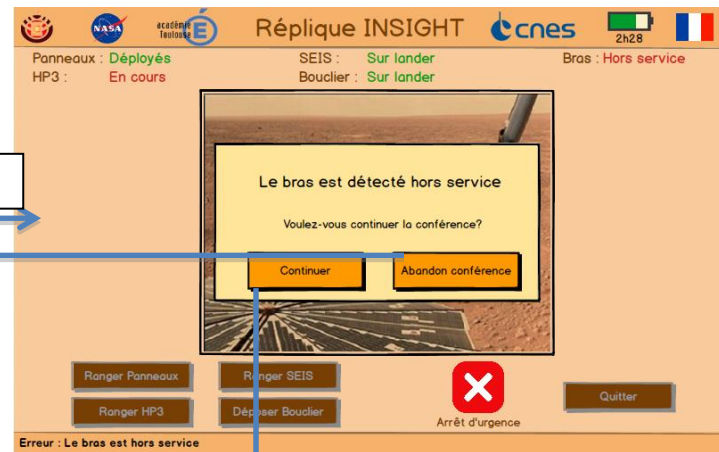 NASA
académie
Toulouse
É
Réplique INSIGHT
cnes
2h28
Panneaux : Déployés
SEIS : Sur lander
Bras : Hors service
HP3 : En cours
Bouclier : Sur lander
Le bras est détecté hors service
Voulez-vous continuer la conférence?
Continuer
Abandon conférence
Ranger Panneaux
Ranger SEIS
Ranger HP3
Déposer Bouclier
Arrêt d'urgence
Quitter
Erreur : Le bras est hors service